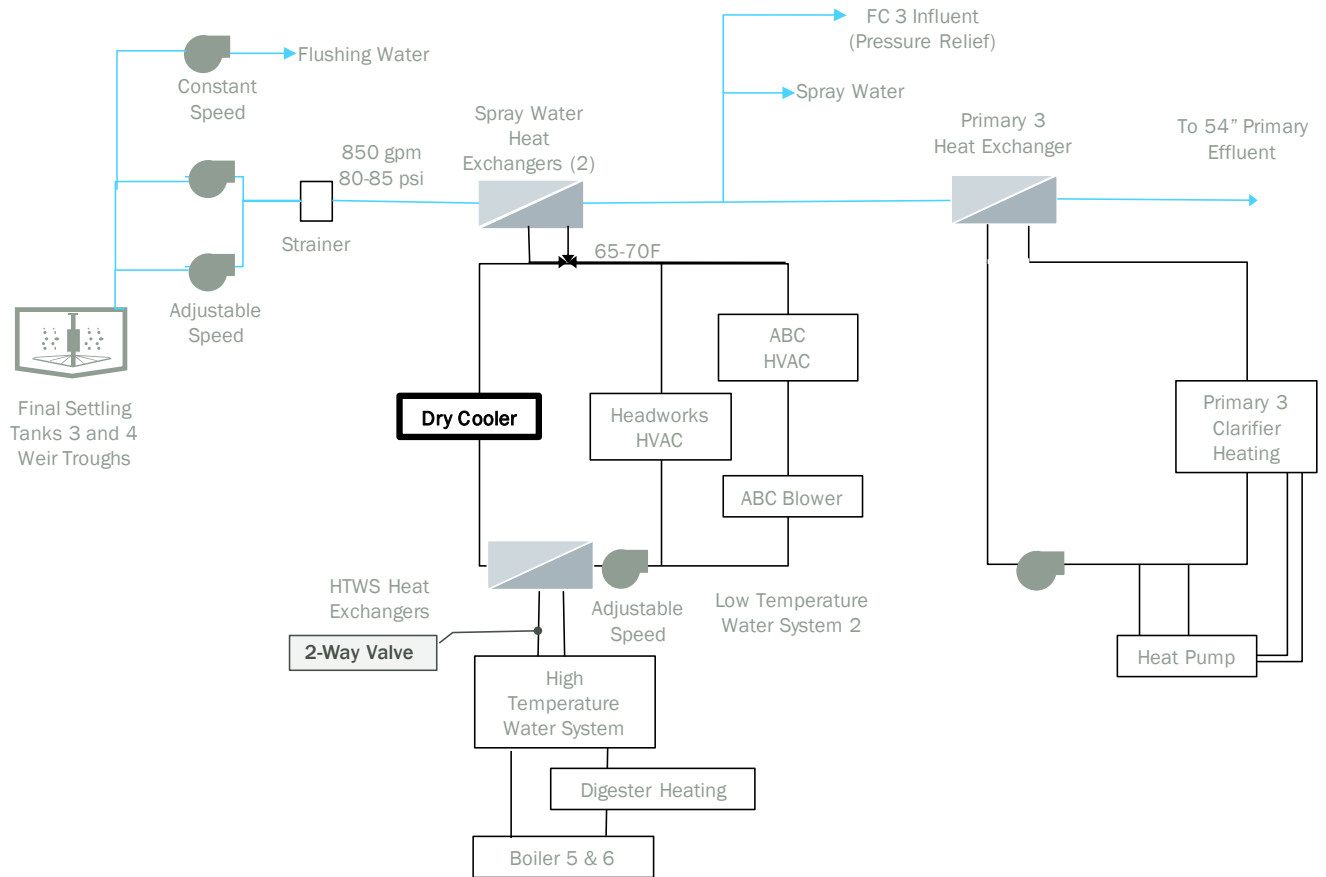 FC 3 Influent
(Pressure Relief)
Flushing Water
Constant
Speed
Spray Water
Spray Water
Heat
Exchangers (2)
Primary 3
Heat Exchanger
To 54” Primary
Effluent
850 gpm
80-85 psi
Strainer
65-70F
Adjustable
Speed
ABC
HVAC
Final Settling
Tanks 3 and 4
Weir Troughs
Dry Cooler
Headworks
HVAC
Primary 3
Clarifier
Heating
ABC Blower
HTWS Heat
Exchangers
Adjustable
Speed
Low Temperature
Water System 2
2-Way Valve
Heat Pump
High
Temperature
Water System
Digester Heating
Boiler 5 & 6